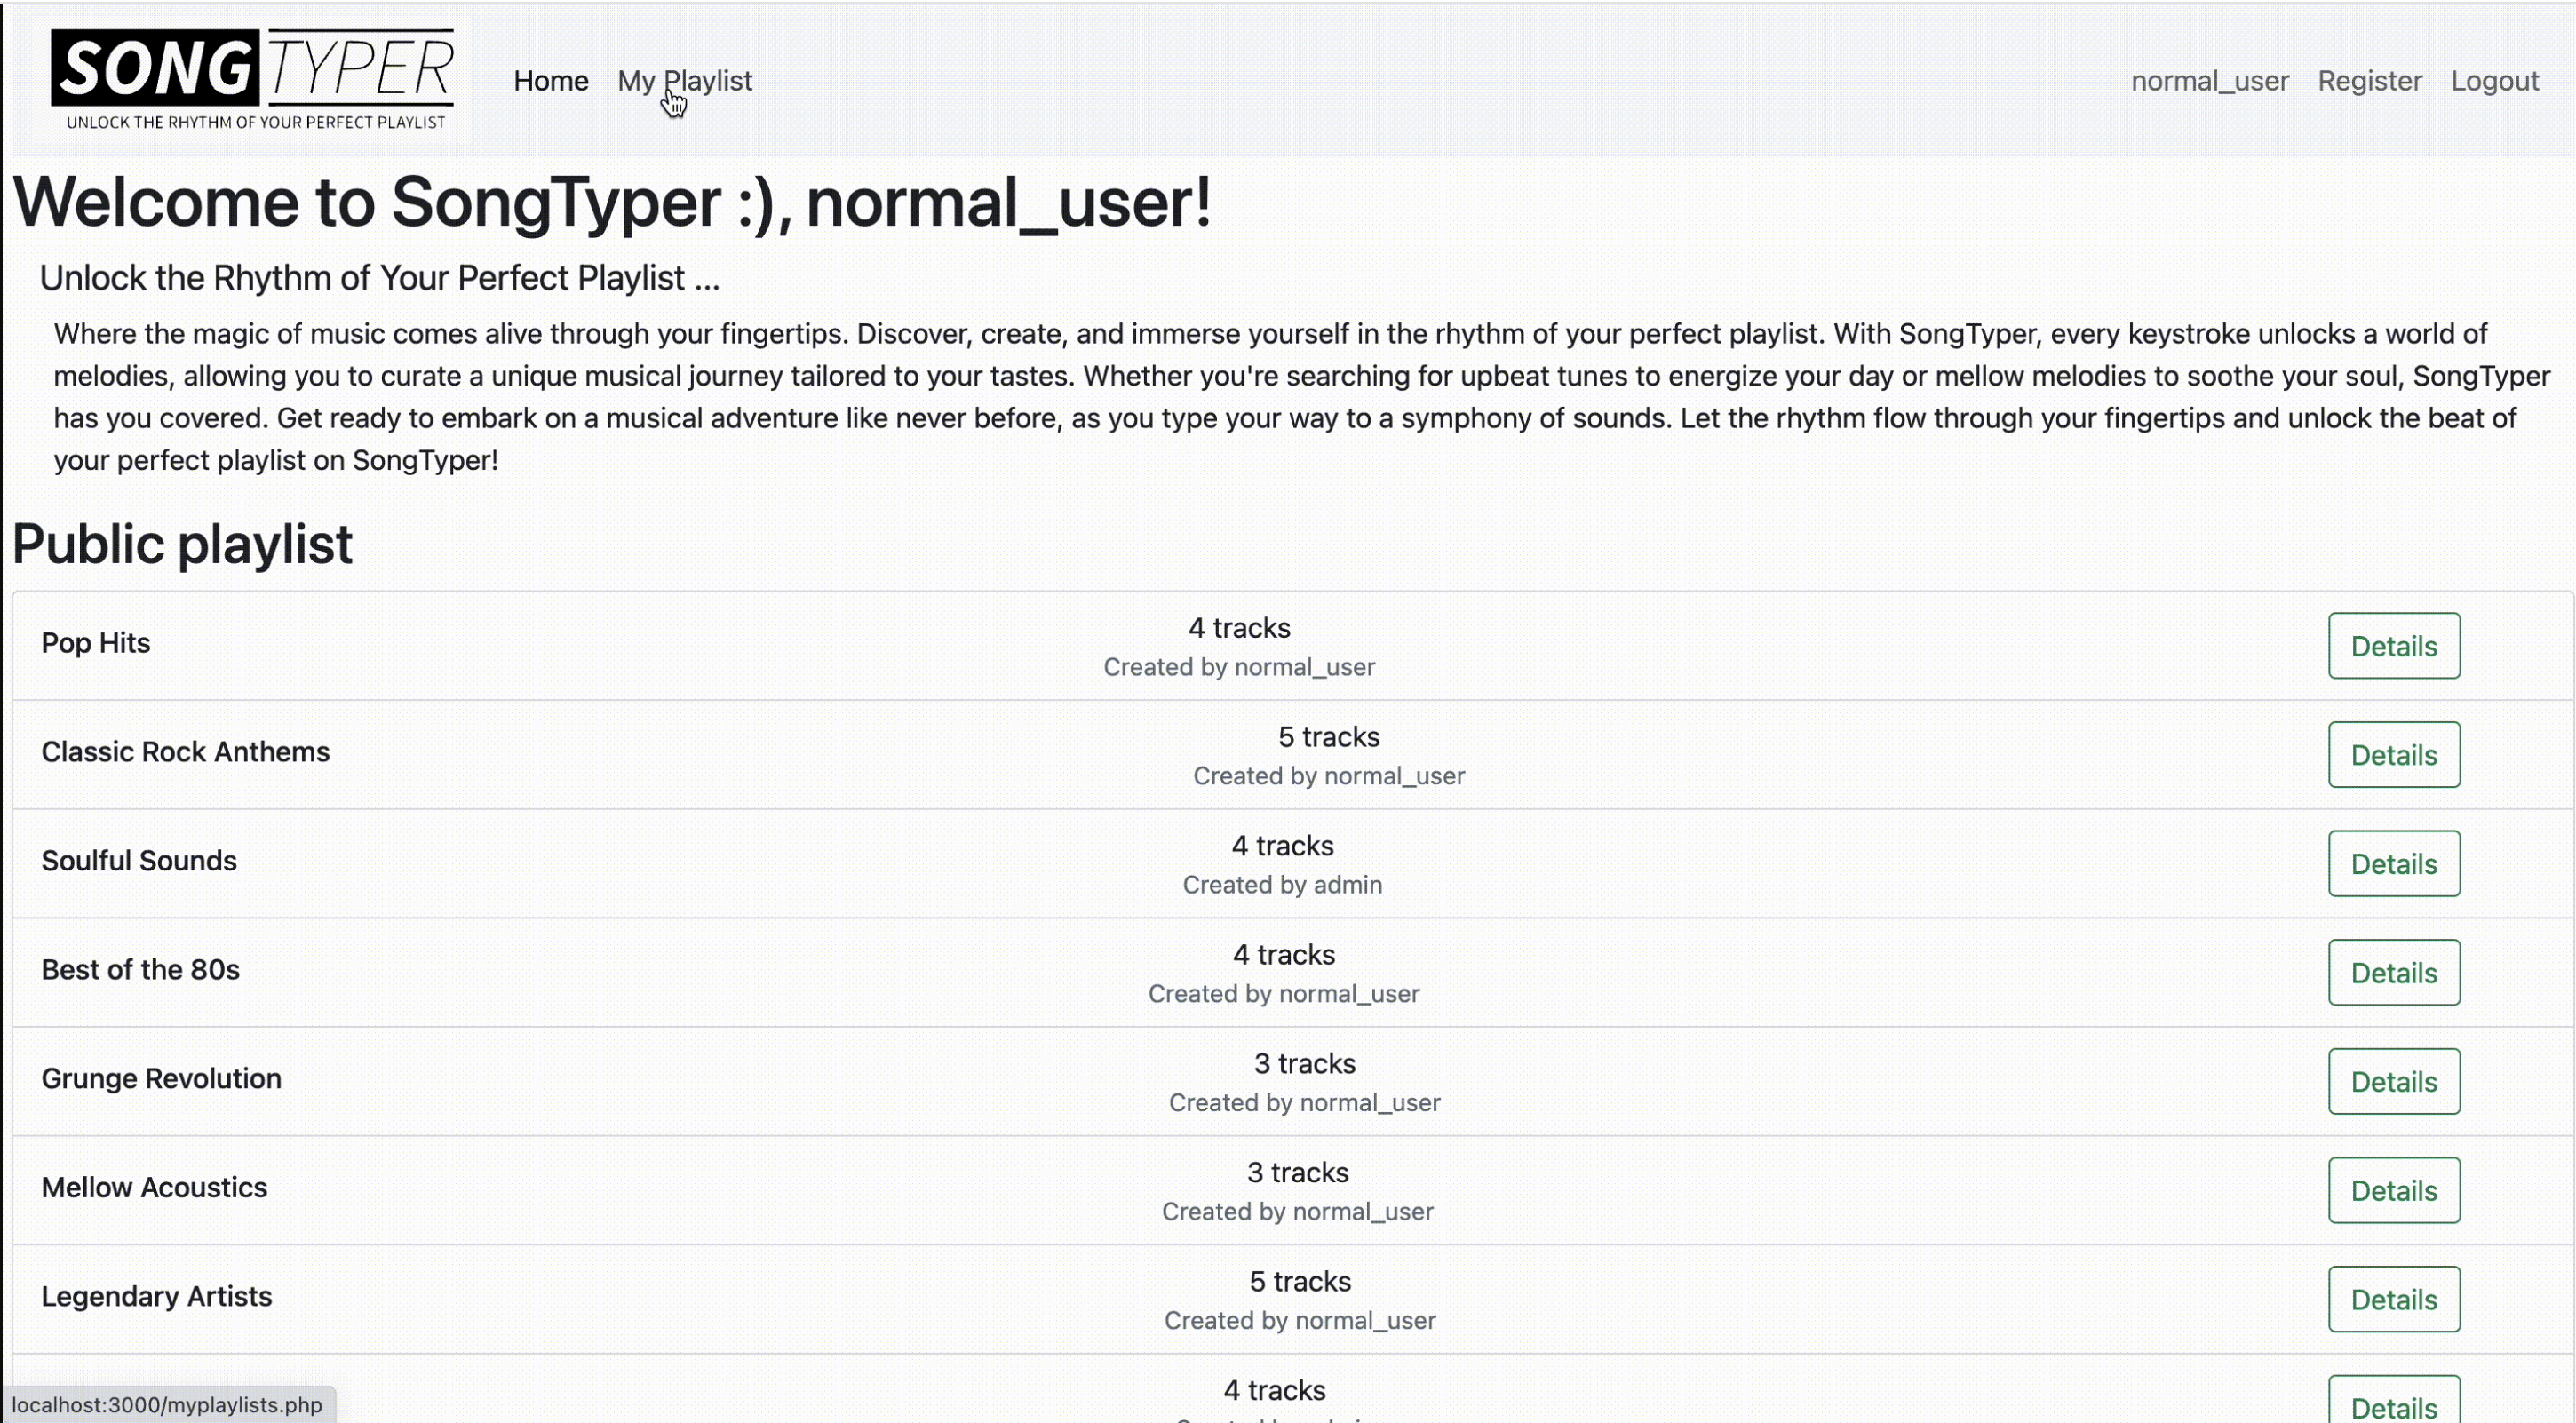 SONG TYPER
UNLOCK THE RHYTHM OF YOUR PERFECT PLAYLIST
Home My Playlist normal_user Register Logout
Welcome to SongTyper :), normal_user!
Unlock the Rhythm of Your Perfect Playlist ...
Where the magic of music comes alive through your fingertips. Discover, create, and immerse yourself in the rhythm of your perfect playlist. With SongTyper, every keystroke unlocks a world of
melodies, allowing you to curate a unique musical journey tailored to your tastes. Whether you're searching for upbeat tunes to energize your day or mellow melodies to soothe your soul, SongTyper
has you covered. Get ready to embark on a musical adventure like never before, as you type your way to a symphony of sounds. Let the rhythm flow through your fingertips and unlock the beat of
your perfect playlist on SongTyper!
Public playlist
Pop Hits
4 tracks
Created by normal_user
Details
Classic Rock Anthems
5 tracks
Created by normal_user
Details
Soulful Sounds
4 tracks
Created by admin
Details
Best of the 80s
4 tracks
Created by normal_user
Details
Grunge Revolution
3 tracks
Created by normal_user
Details
Mellow Acoustics
3 tracks
Created by normal_user
Details
Legendary Artists
5 tracks
Created by normal_user
Details
4 tracks
Details
localhost:3000/myplaylists.php